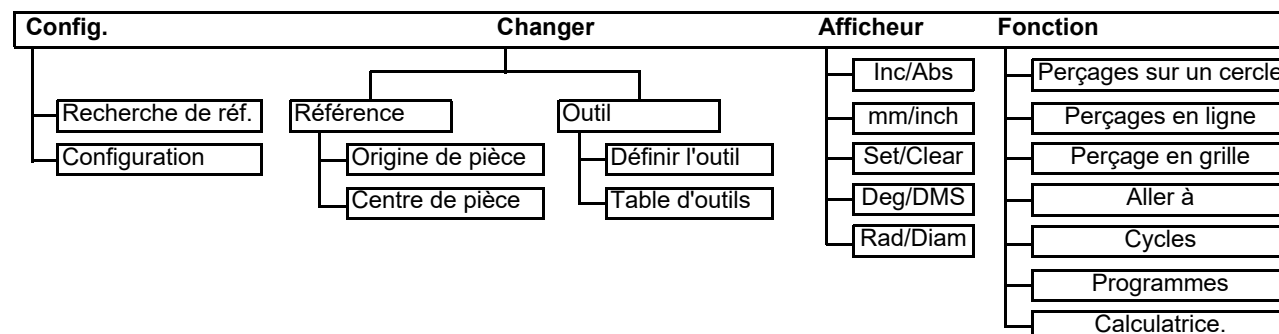 Config. Changer Afficheur Fonction
Inc/Abs Perçages sur un cercle
Recherche de réf. Référence Outil mm/inch Perçages en ligne
Configuration Origine de pièce Définir l'outil Set/Clear Perçage en grille
Centre de pièce Table d'outils Deg/DMS Aller à
Rad/Diam Cycles
Programmes
Calculatrice.